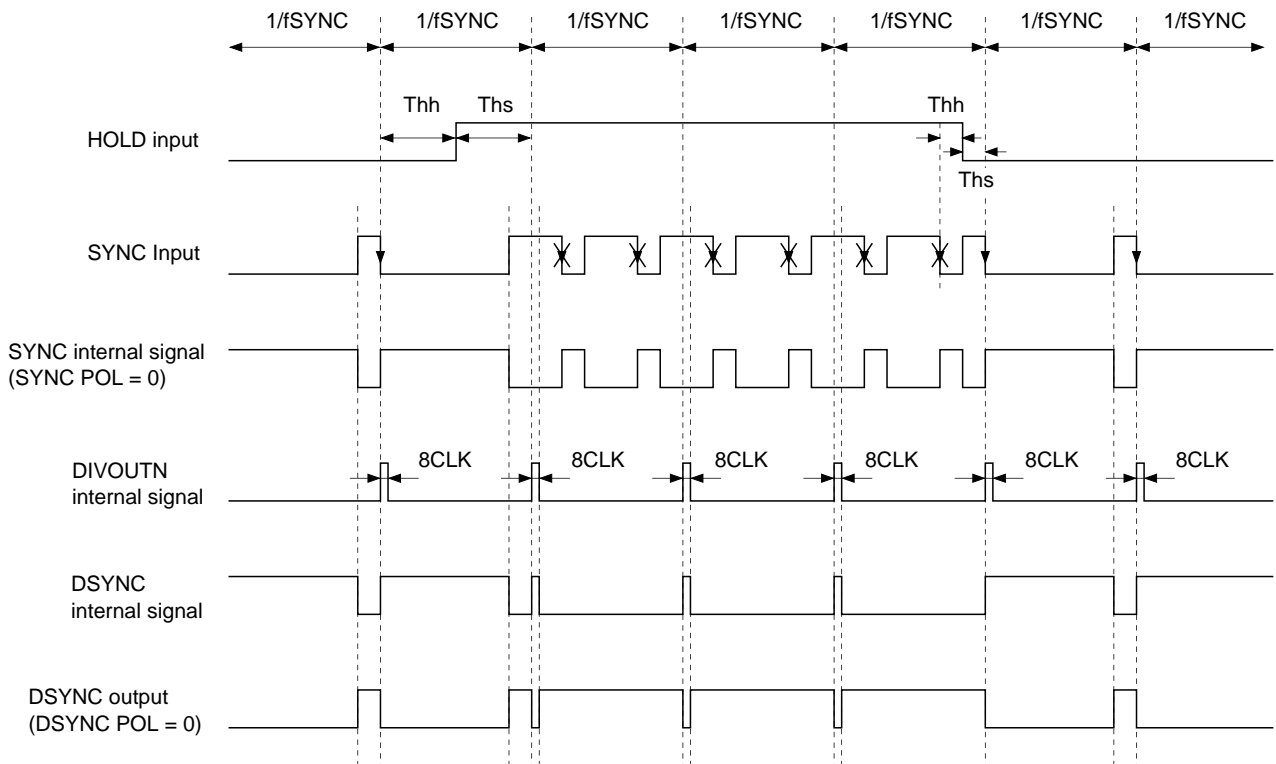 1/fSYNC 1/fSYNC 1/fSYNC 1/fSYNC 1/fSYNC 1/fSYNC 1/fSYNC
Thh Ths Thh
HOLD input
Ths
SYNC Input
SYNC internal signal
(SYNC POL = 0)
8CLK 8CLK 8CLK 8CLK 8CLK 8CLK
DIVOUTN
internal signal
DSYNC
internal signal
DSYNC output
(DSYNC POL = 0)